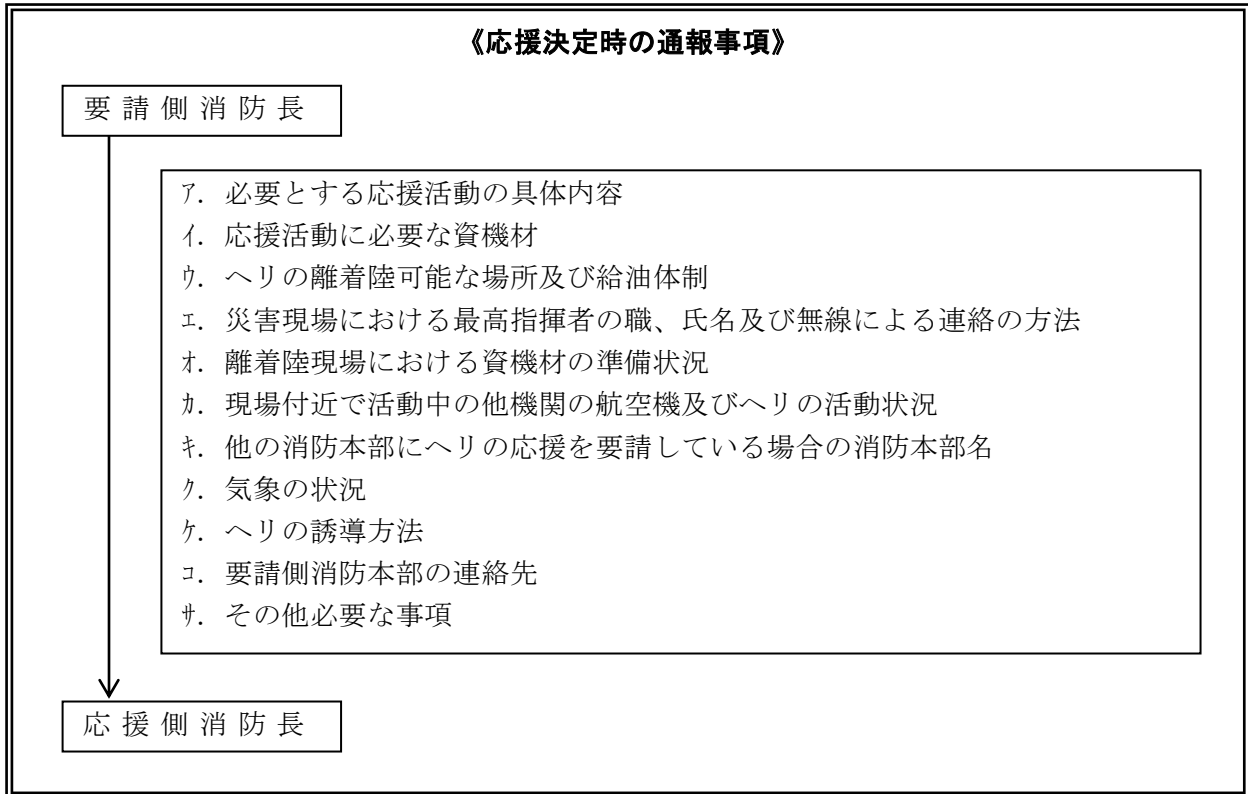 《応援決定時の通報事項》
要請側消防長
ｱ. 必要とする応援活動の具体内容
ｲ. 応援活動に必要な資機材
ｳ. ヘリの離着陸可能な場所及び給油体制
ｴ. 災害現場における最高指揮者の職、氏名及び無線による連絡の方法
ｵ. 離着陸現場における資機材の準備状況
ｶ. 現場付近で活動中の他機関の航空機及びヘリの活動状況
ｷ. 他の消防本部にヘリの応援を要請している場合の消防本部名
ｸ. 気象の状況
ｹ. ヘリの誘導方法
ｺ. 要請側消防本部の連絡先
ｻ. その他必要な事項
応援側消防長